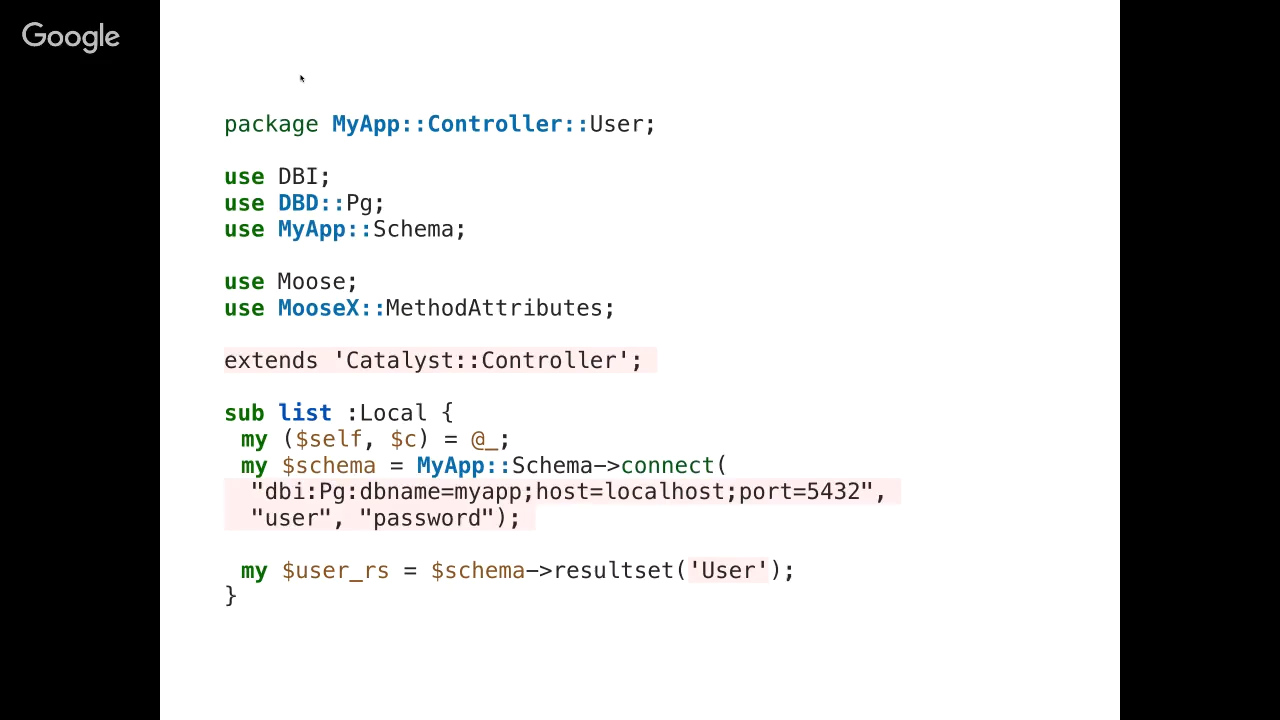 Google
package MyApp::Controller::User;
use DBI;
use DBD::Pg;
use MyApp::Schema;
use Moose;
use MooseX::MethodAttributes;
extends 'Catalyst::Controller';
sub list :Local {
my ($self, $c) = @_;
my $schema = MyApp::Schema->connect(
"dbi:Pg:dbname=myapp;host=localhost;port=5432",
"user", "password");
my $user_rs = $schema->resultset('User');
}